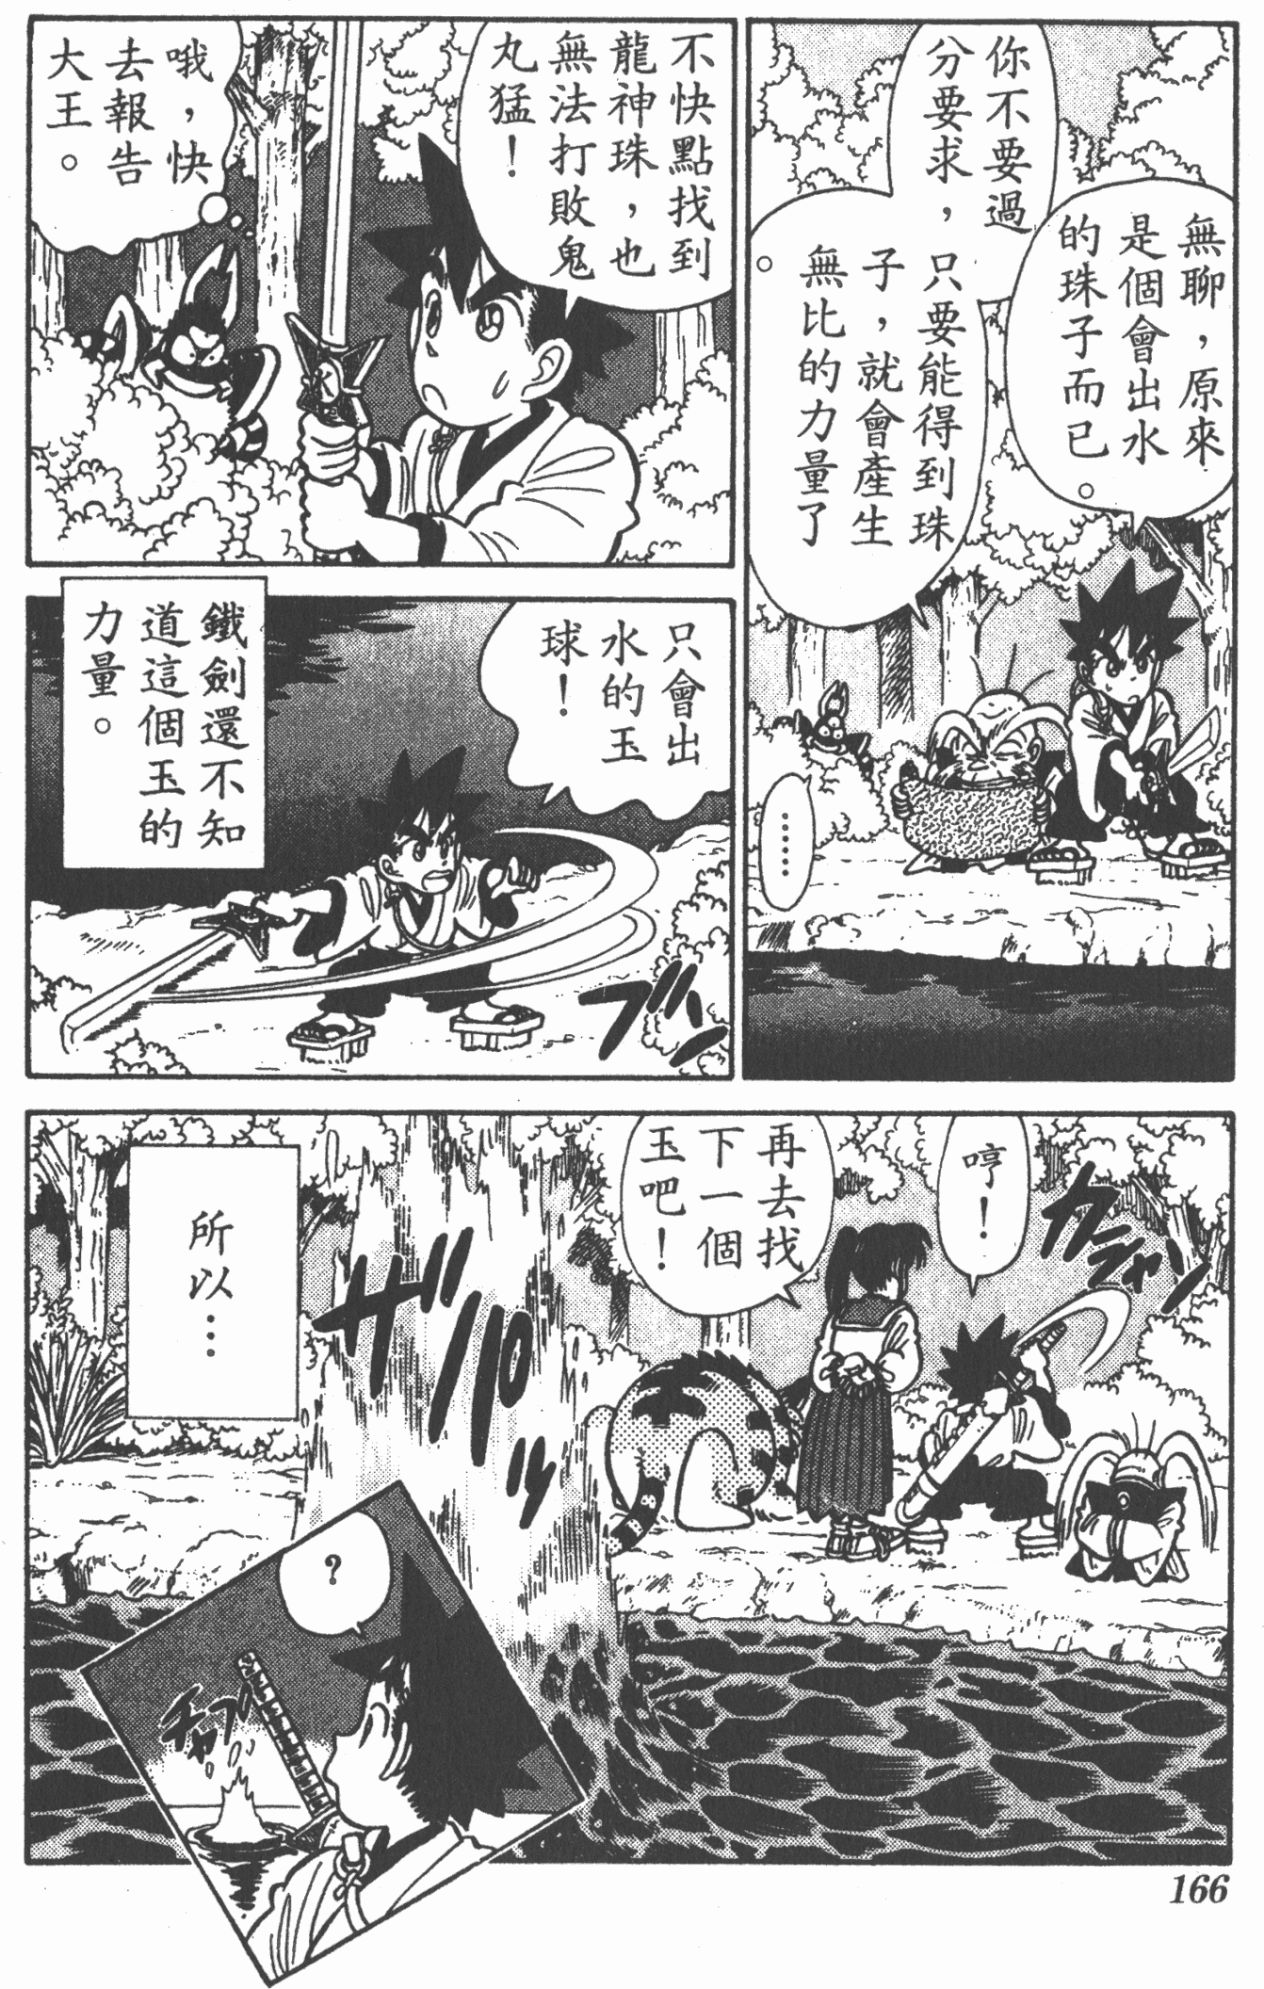 無聊，原來
是個會出水
的珠子而已
。
你不要過
分要求，
只要能得到珠
子，就會產生
無比的力量了
。
……
不快點找到
龍神珠，也
無法打敗鬼
丸猛！
哦，快
去報告
大王。
只會出
水的玉
球！
鐵劍還不知
道這個玉的
力量。
ブン
哼！
カシャン
再去找
下一個
玉吧！
ザババッ
所以…
？
チャプ
166